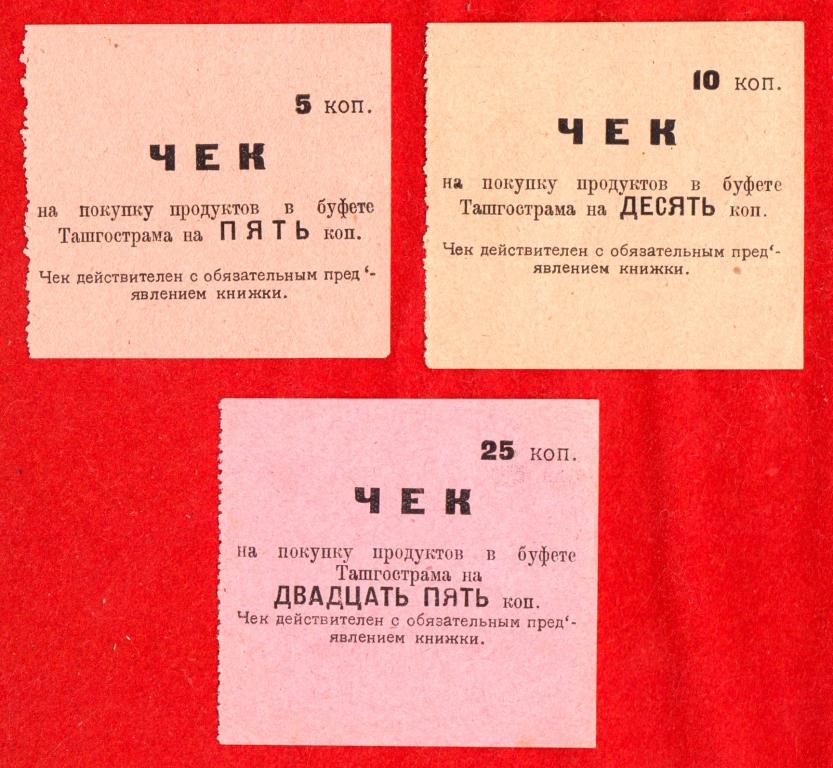 5 коп.
ЧЕК
на покупку продуктов в буфете
Ташгострама на ПЯТЬ коп.
Чек действителен с обязательным пред‘-
явлением книжки.
10 коп.
ЧЕК
на покупку продуктов в буфете
Ташгострама на ДЕСЯТЬ коп.
Чек действителен с обязательным пред‘-
явлением книжки.
25 коп.
ЧЕК
на покупку продуктов в буфете
Ташгострама на
ДВАДЦАТЬ ПЯТЬ коп.
Чек действителен с обязательным пред‘-
явлением книжки.